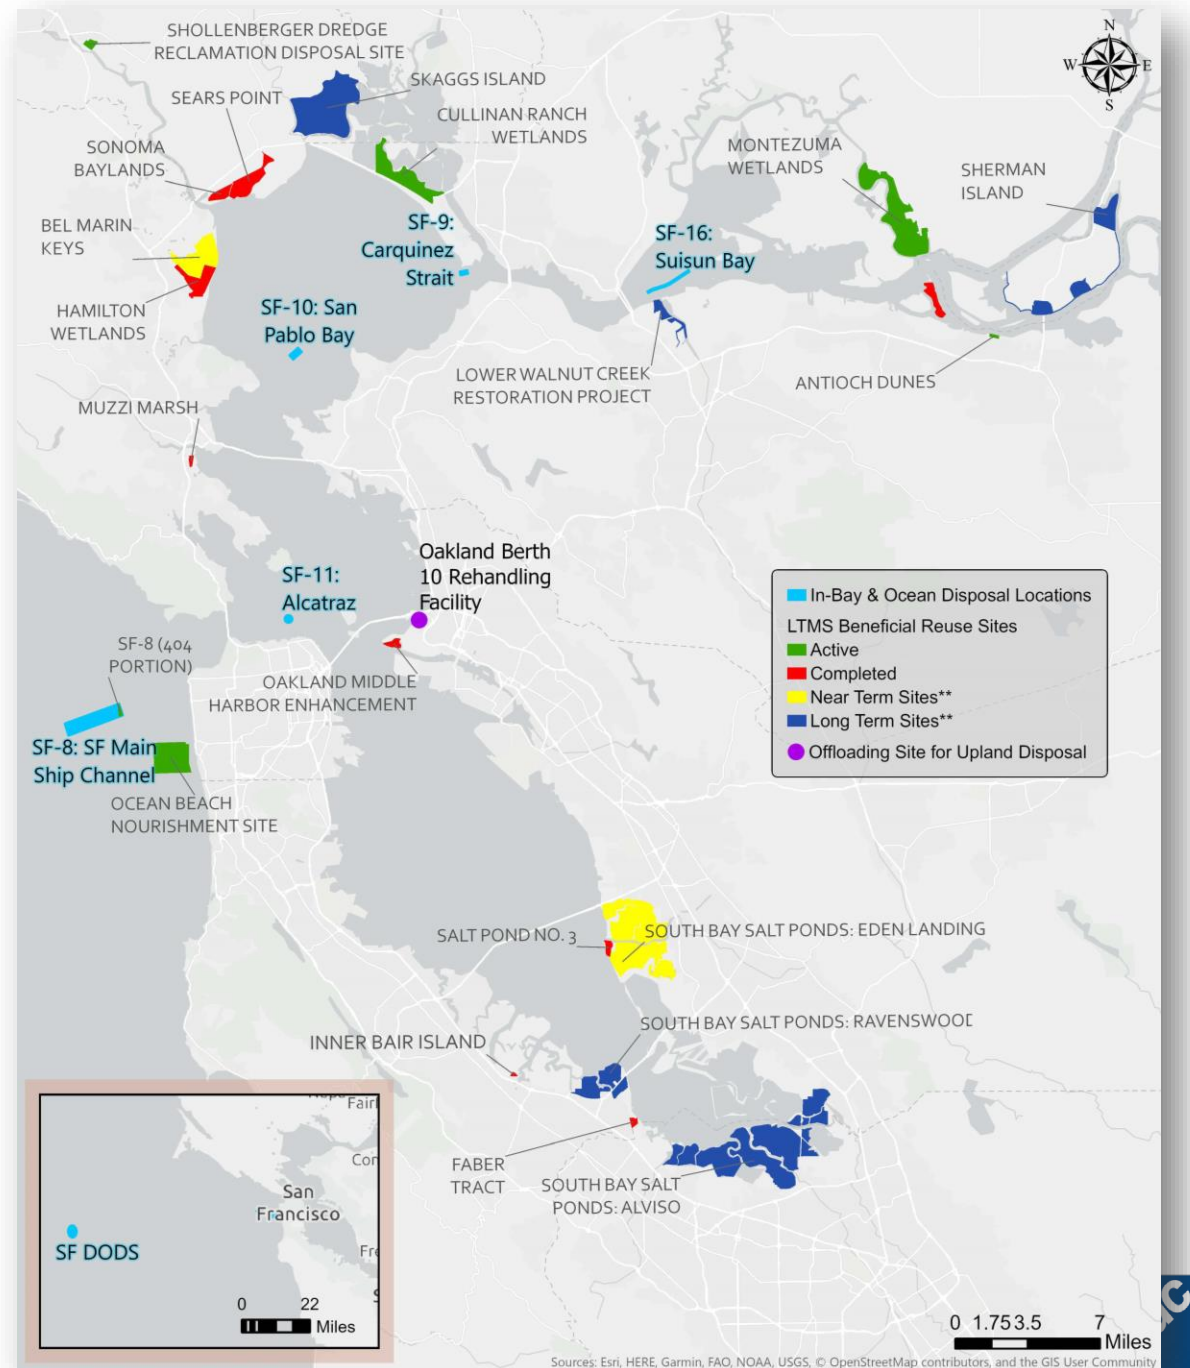 SHOLLENBERGER DREDGE
RECLAMATION DISPOSAL SITE
N
W
E
S
SKAGGS ISLAND
SEARS POINT
CULLINAN RANCH
WETLANDS
SONOMA
BAYLANDS
MONTEZUMA
WETLANDS
SHERMAN
ISLAND
BEL MARIN
KEYS
SF-9:
Carquinez
Strait
SF-16:
Suisun Bay
HAMILTON
WETLANDS
SF-10: San
Pablo Bay
LOWER WALNUT CREEK
RESTORATION PROJECT
ANTIOCH DUNES
MUZZI MARSH
SF-11:
Alcatraz
Oakland Berth
10 Rehandling
Facility
In-Bay & Ocean Disposal Locations
LTMS Beneficial Reuse Sites
Active
Completed
Near Term Sites**
Long Term Sites**
Offloading Site for Upland Disposal
SF-8 (404
PORTION)
OAKLAND MIDDLE
HARBOR ENHANCEMENT
SF-8: SF Main
Ship Channel
OCEAN BEACH
NOURISHMENT SITE
SALT POND NO. 3
SOUTH BAY SALT PONDS: EDEN LANDING
SOUTH BAY SALT PONDS: RAVENSWOOD
INNER BAIR ISLAND
FABER
TRACT
SOUTH BAY SALT
PONDS: ALVISO
Fairf
Con
San
Francisco
Fre
S
SF DODS
0 22
Miles
0 1.75 3.5 7
Miles
Sources: Esri, HERE, Garmin, FAO, NOAA, USGS, © OpenStreetMap contributors, and the GIS User Community